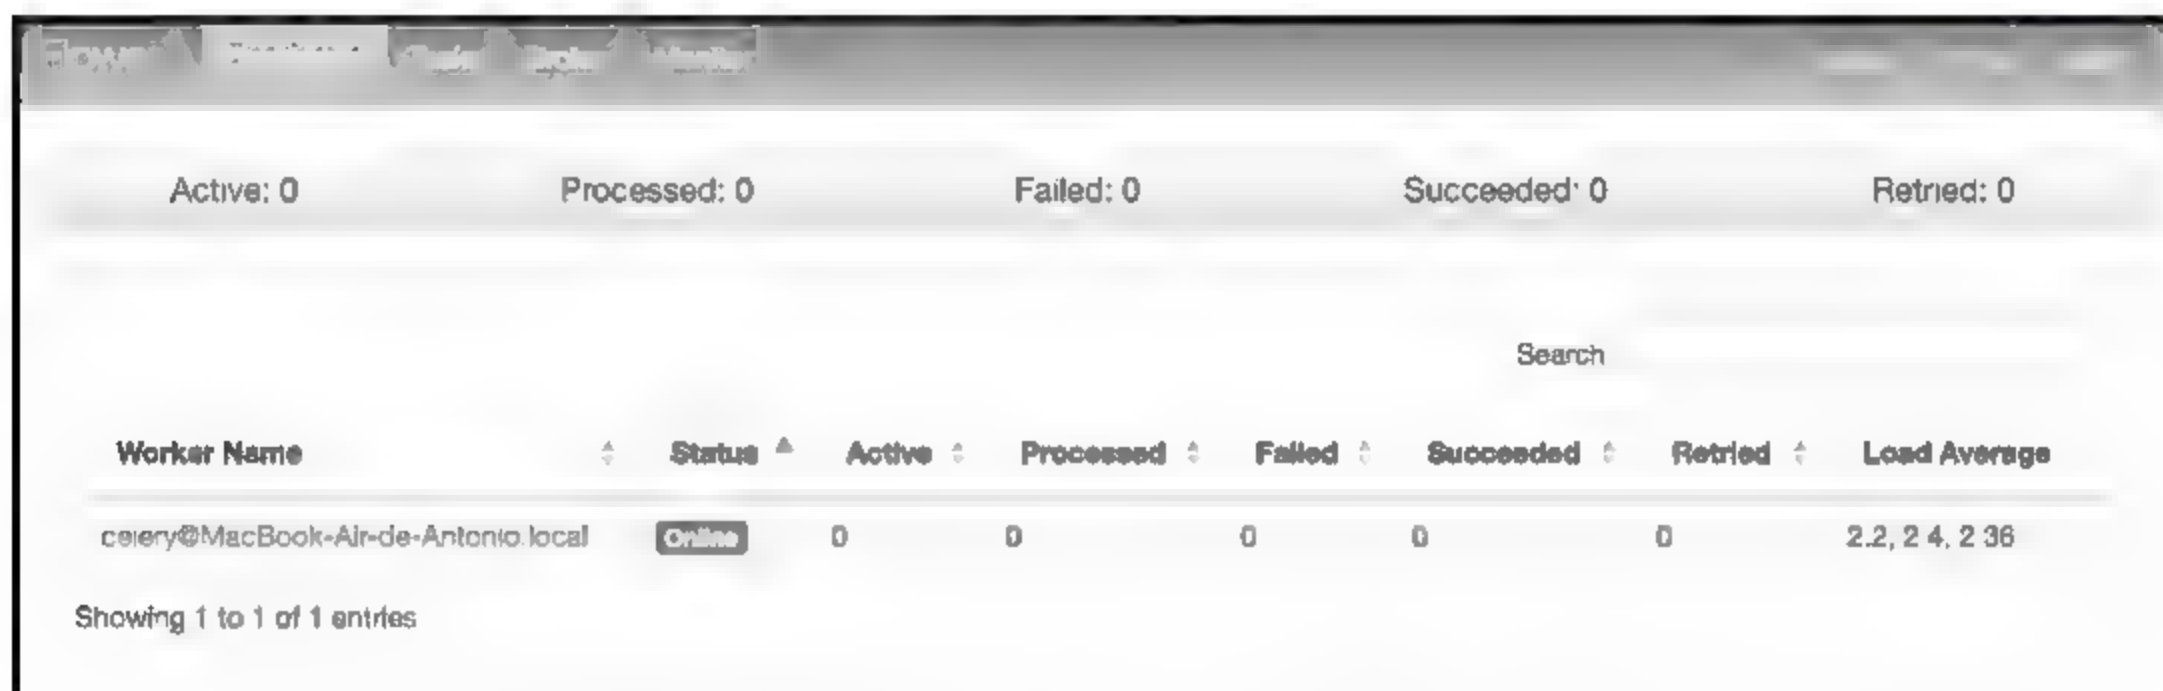 Active: 0 Processed: 0 Failed: 0 Succeeded: 0 Retried: 0
Search
Worker Name Status Active Processed Failed Succeeded Retried Load Average
celery@MacBook-Air-de-Antonio.local Online 0 0 0 0 0 2.2, 2.4, 2.36
Showing 1 to 1 of 1 entries